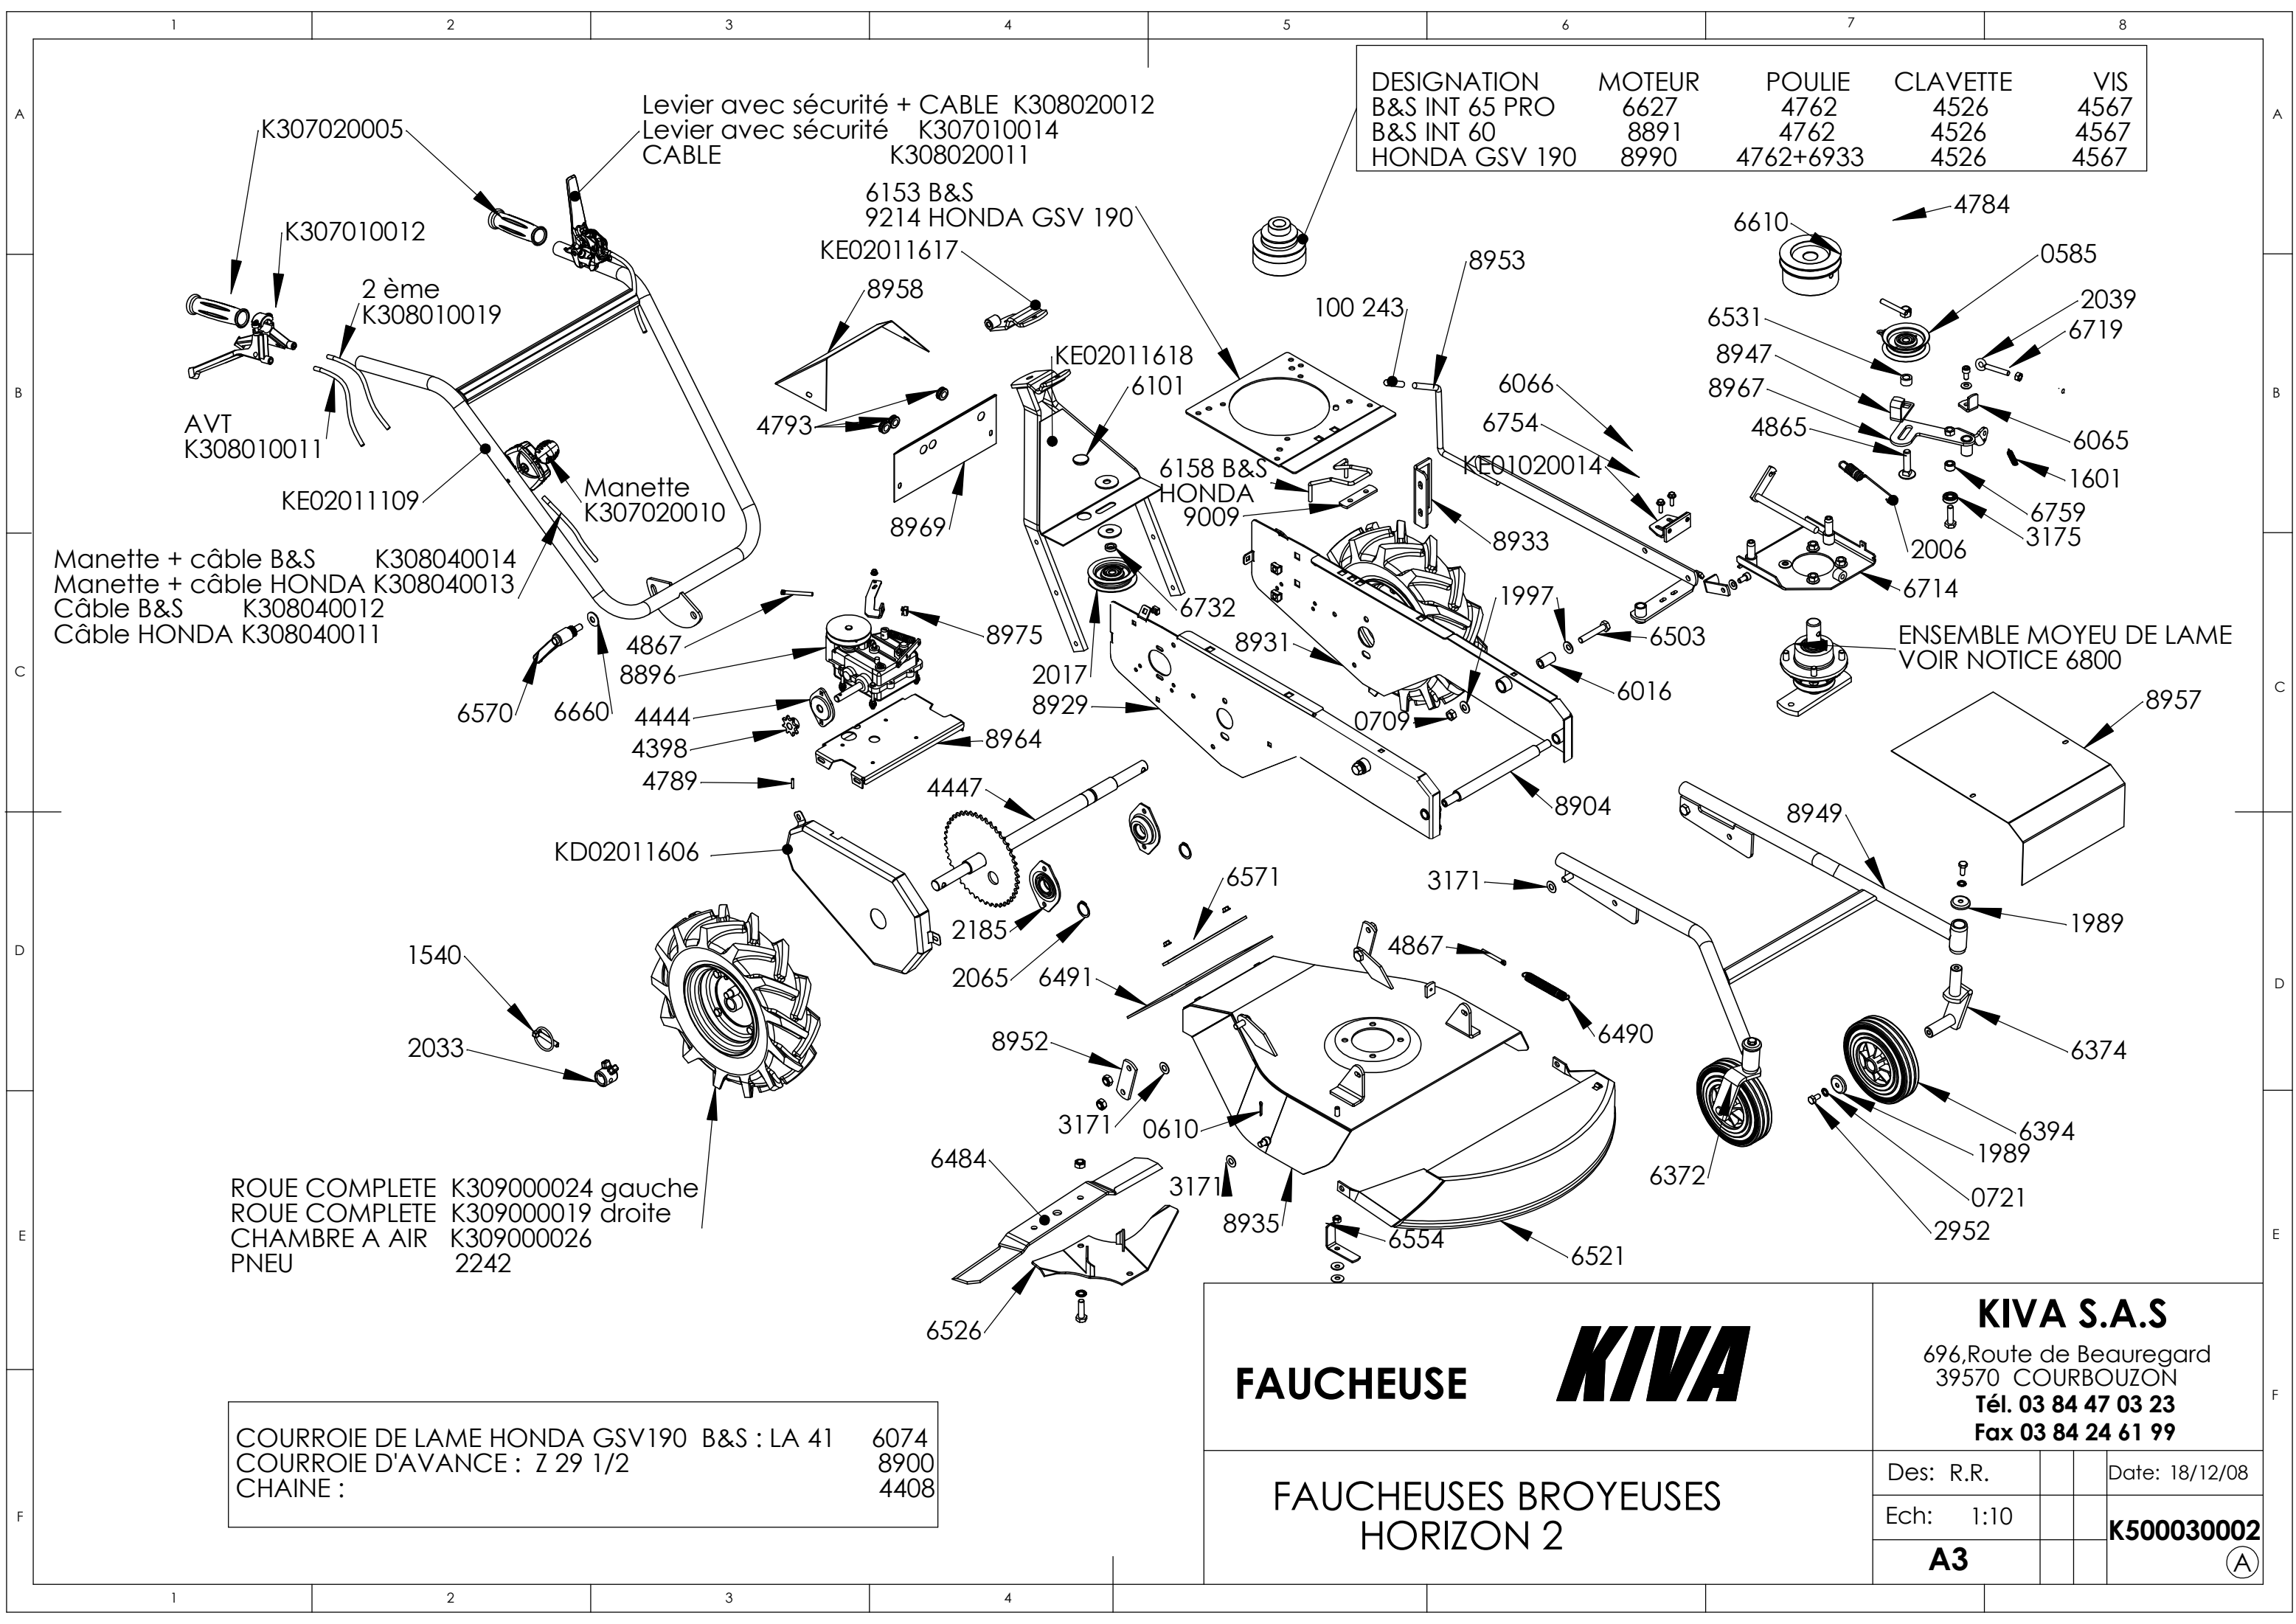 1 2 3 4 5 6 7 8
A
B
C
D
E
F
A
B
C
D
E
F
DESIGNATION MOTEUR POULIE CLAVETTE VIS
B&S INT 65 PRO 6627 4762 4526 4567
B&S INT 60 8891 4762 4526 4567
HONDA GSV 190 8990 4762+6933 4526 4567
Levier avec sécurité + CABLE K308020012
Levier avec sécurité K307010014
CABLE K308020011
K307020005
K307010012
2 ème
K308010019
AVT
K308010011
KE02011109
Manette
K307020010
Manette + câble B&S K308040014
Manette + câble HONDA K308040013
Câble B&S K308040012
Câble HONDA K308040011
6570
6660
6153 B&S
9214 HONDA GSV 190
KE02011617
8958
KE02011618
6101
4793
8969
6732
2017
4867
8975
8896
4444
4398
8964
4789
8929
4447
KD02011606
2185
2065
100 243
8953
6158 B&S
HONDA
9009
8933
8931
6066
6754
KE01020014
1997
6503
6016
0709
8904
4784
6610
0585
2039
6719
6531
8947
8967
4865
6065
1601
6759
3175
2006
6714
ENSEMBLE MOYEU DE LAME
VOIR NOTICE 6800
8957
8949
3171
1989
6374
6394
1989
0721
2952
6372
6571
6491
4867
6490
8952
3171
0610
3171
8935
6554
6521
6484
6526
1540
2033
ROUE COMPLETE K309000024 gauche
ROUE COMPLETE K309000019 droite
CHAMBRE A AIR K309000026
PNEU 2242
COURROIE DE LAME HONDA GSV190 B&S : LA 41 6074
COURROIE D'AVANCE : Z 29 1/2 8900
CHAINE : 4408
FAUCHEUSE KIVA
KIVA S.A.S
696,Route de Beauregard
39570 COURBOUZON
Tél. 03 84 47 03 23
Fax 03 84 24 61 99
FAUCHEUSES BROYEUSES
HORIZON 2
Des: R.R.
Date: 18/12/08
Ech: 1:10
K500030002
A3
A
1 2 3 4